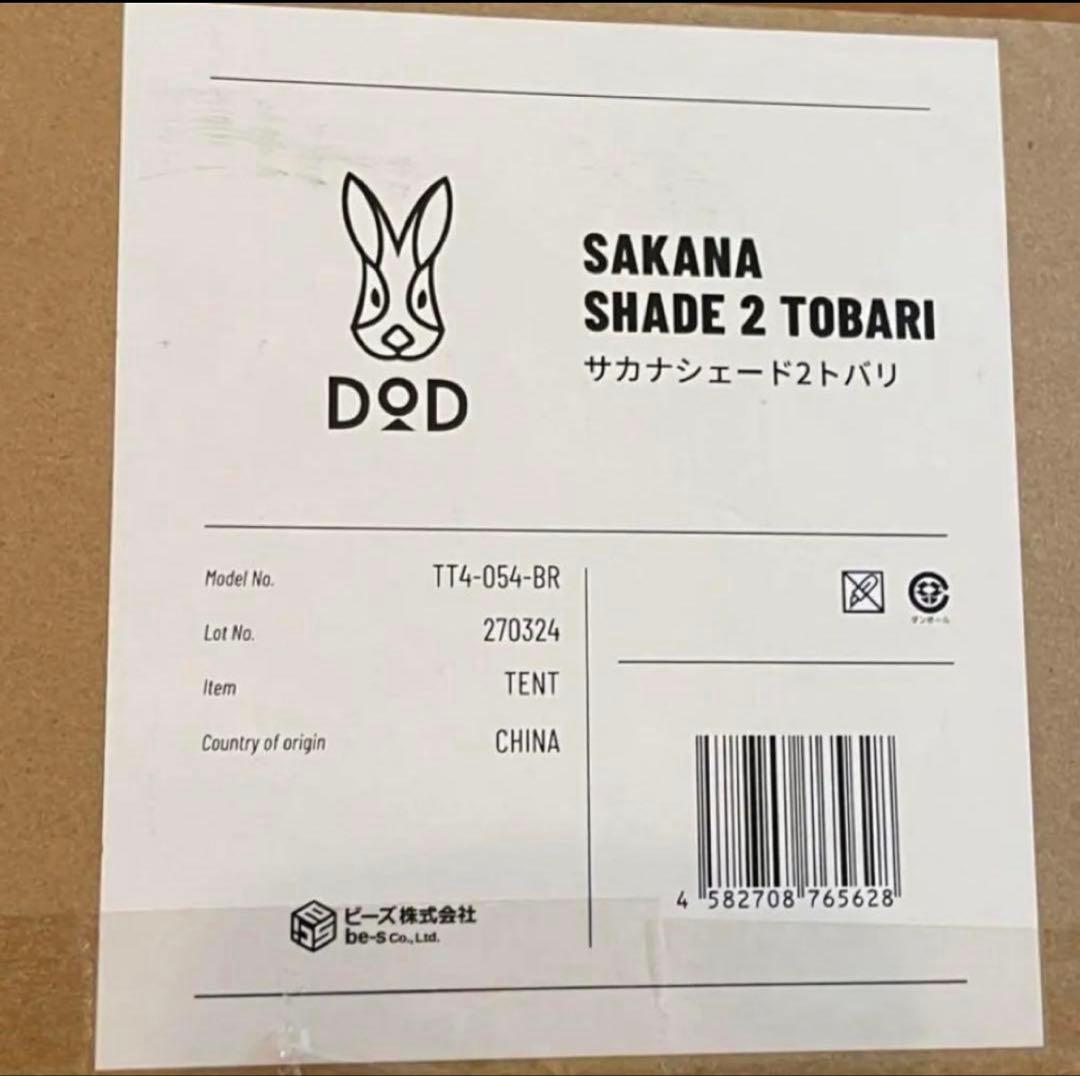 DOD
SAKANA
SHADE 2 TOBARI
サカナシェード2トバリ
Model No. TT4-054-BR
Lot No. 270324
Item TENT
Country of origin CHINA
ダンボール
4 582708 765628
ビーズ株式会社
be-s Co., Ltd.